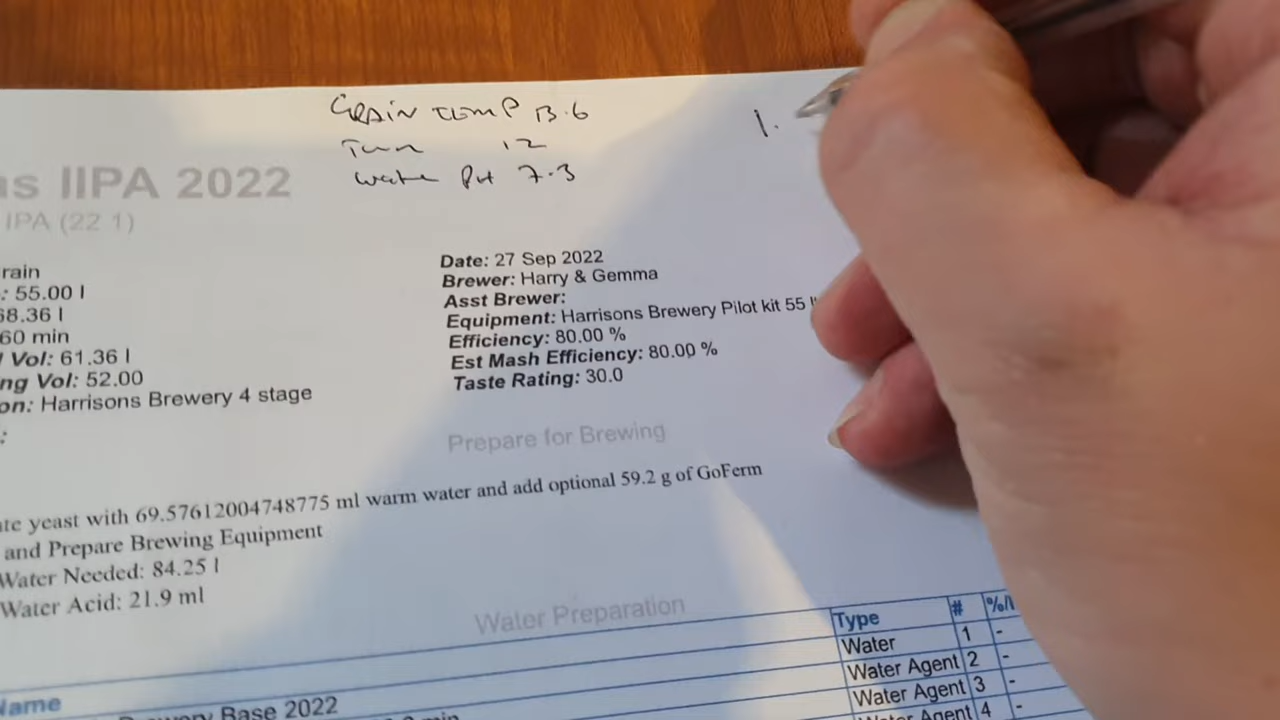 GRAIN TEMP 13.6
Tun 12
Water PH 7.3
1.
as IIPA 2022
IPA (22 1)
rain
: 55.00 l
68.36 l
60 min
Vol: 61.36 l
ng Vol: 52.00
on: Harrisons Brewery 4 stage
:
Date: 27 Sep 2022
Brewer: Harry & Gemma
Asst Brewer:
Equipment: Harrisons Brewery Pilot kit 55 l
Efficiency: 80.00 %
Est Mash Efficiency: 80.00 %
Taste Rating: 30.0
Prepare for Brewing
ate yeast with 69.57612004748775 ml warm water and add optional 59.2 g of GoFerm
and Prepare Brewing Equipment
Water Needed: 84.25 l
Water Acid: 21.9 ml
Water Preparation
Name Type # %/I
Brewery Base 2022 Water 1 -
min Water Agent 2 -
Water Agent 3 -
Water Agent 4 -